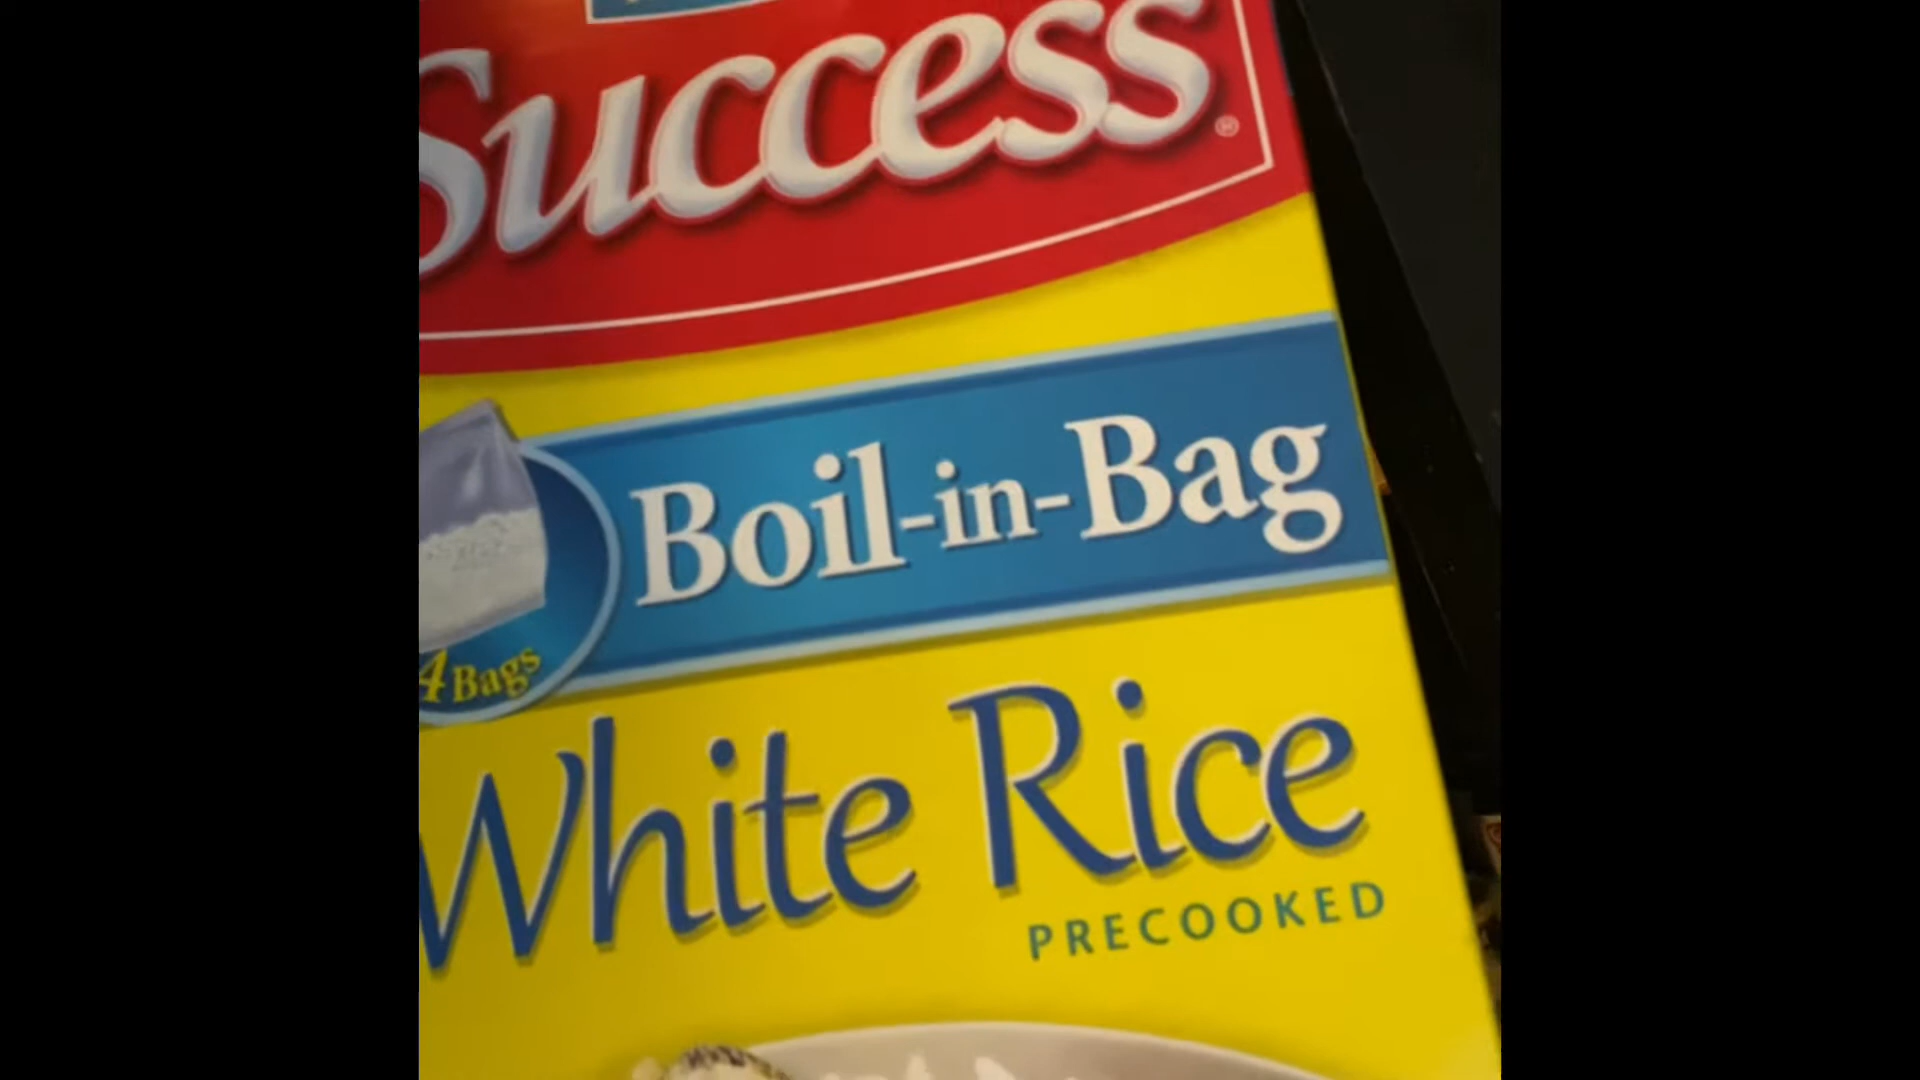 Success®
Boil-in-Bag
4 Bags
White Rice
PRECOOKED